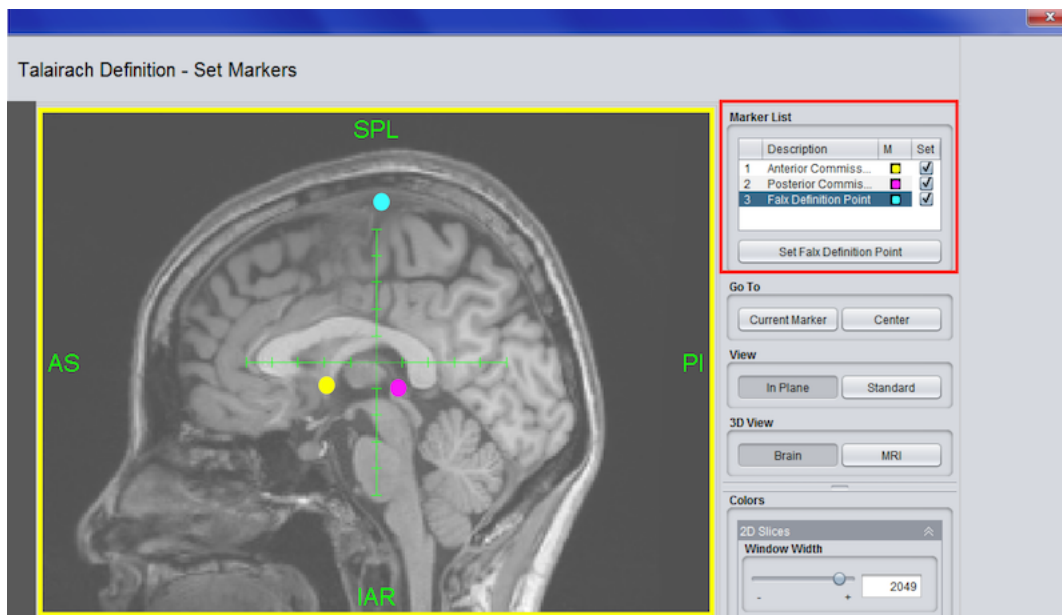 x
Talairach Definition - Set Markers
SPL
AS
PI
IAR
Marker List
Description M Set
1 Anterior Commiss...
2 Posterior Commis...
3 Falx Definition Point
Set Falx Definition Point
Go To
Current Marker Center
View
In Plane Standard
3D View
Brain MRI
Colors
2D Slices
Window Width
- + 2049